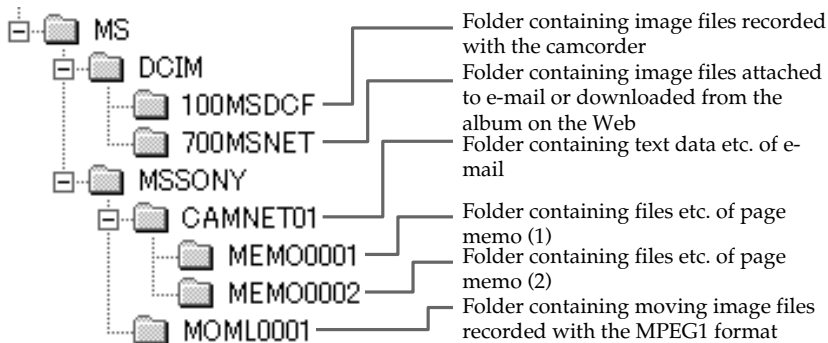 MS
DCIM
100MSDCF
700MSNET
MSSONY
CAMNET01
MEMO0001
MEMO0002
MOML0001
Folder containing image files recorded
with the camcorder
Folder containing image files attached
to e-mail or downloaded from the
album on the Web
Folder containing text data etc. of e-
mail
Folder containing files etc. of page
memo (1)
Folder containing files etc. of page
memo (2)
Folder containing moving image files
recorded with the MPEG1 format